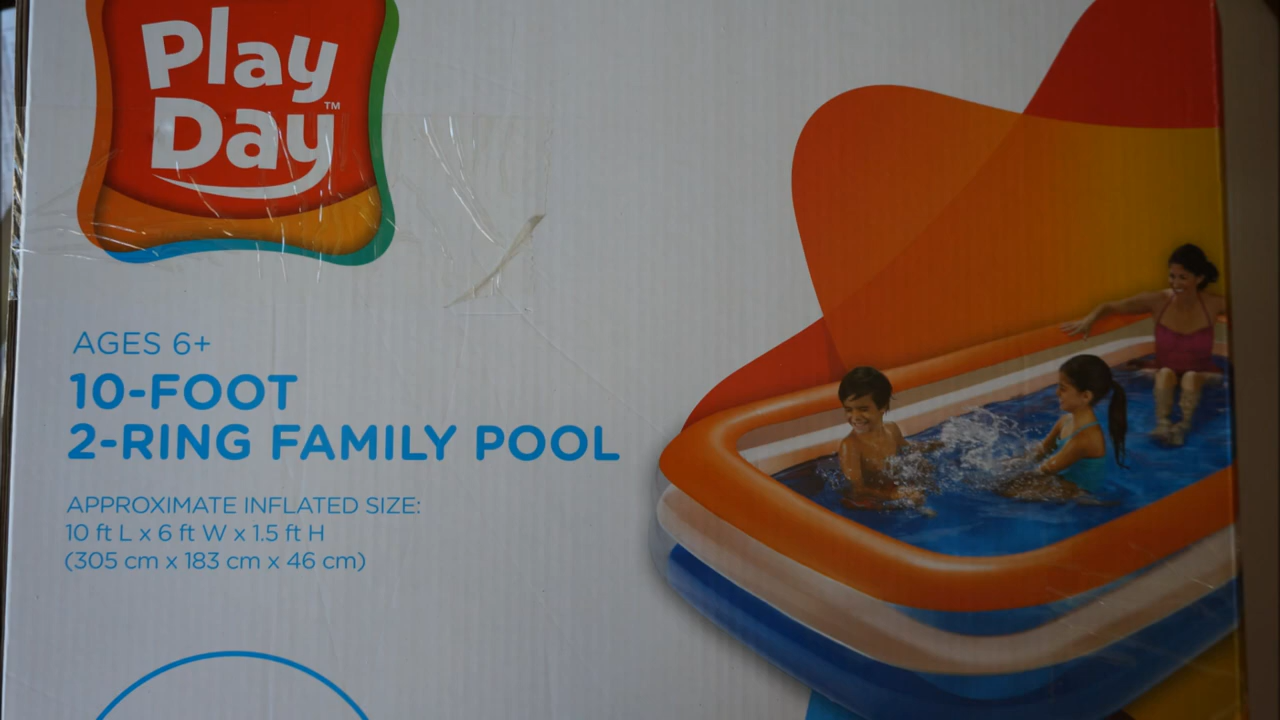 Play
Day™
AGES 6+
10-FOOT
2-RING FAMILY POOL
APPROXIMATE INFLATED SIZE:
10 ft L x 6 ft W x 1.5 ft H
(305 cm x 183 cm x 46 cm)